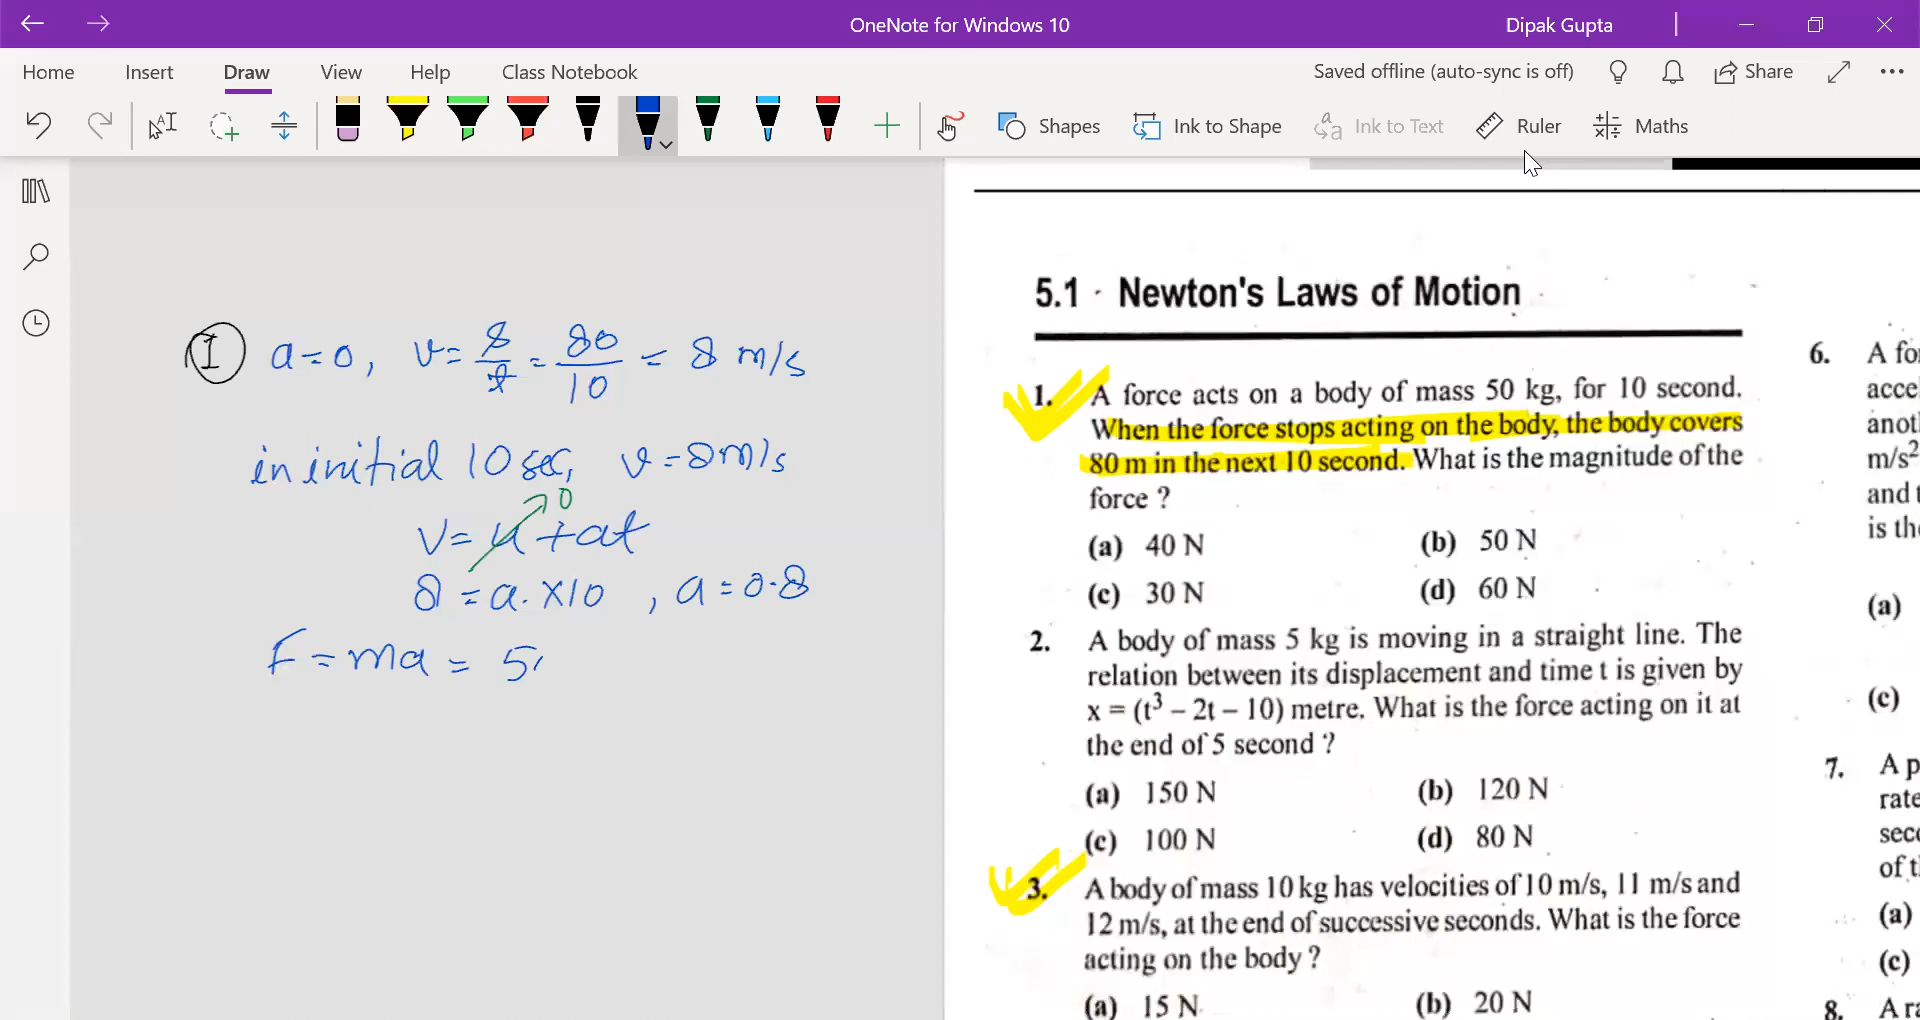 OneNote for Windows 10
Dipak Gupta
Home Insert Draw View Help Class Notebook
Saved offline (auto-sync is off) Share
Shapes Ink to Shape Ink to Text Ruler Maths
I a=0, v= s/t = 80/10 = 8 m/s
in initial 10 sec, v=8m/s
0
v= u+at
8 = a. ×10 , a=0.8
F=ma =
5.1 Newton's Laws of Motion
1. A force acts on a body of mass 50 kg, for 10 second.
When the force stops acting on the body, the body covers
80 m in the next 10 second. What is the magnitude of the
force ?
(a) 40 N (b) 50 N
(c) 30 N (d) 60 N
2. A body of mass 5 kg is moving in a straight line. The
relation between its displacement and time t is given by
x = (t³ – 2t – 10) metre. What is the force acting on it at
the end of 5 second ?
(a) 150 N (b) 120 N
(c) 100 N (d) 80 N
3. A body of mass 10 kg has velocities of 10 m/s, 11 m/s and
12 m/s, at the end of successive seconds. What is the force
acting on the body ?
(a) 15 N (b) 20 N
6. A
m/s²
and
is
(a)
(c)
7. A
(a)
(c)
8. A